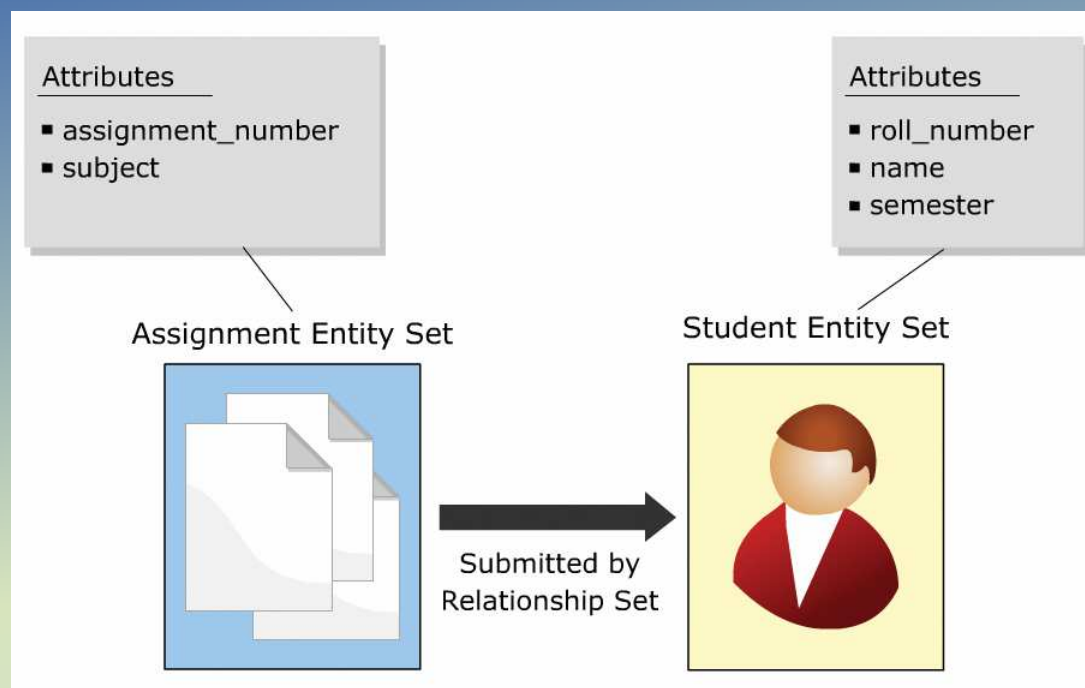 Attributes
▪ assignment_number
▪ subject
Attributes
▪ roll_number
▪ name
▪ semester
Assignment Entity Set
Student Entity Set
Submitted by
Relationship Set